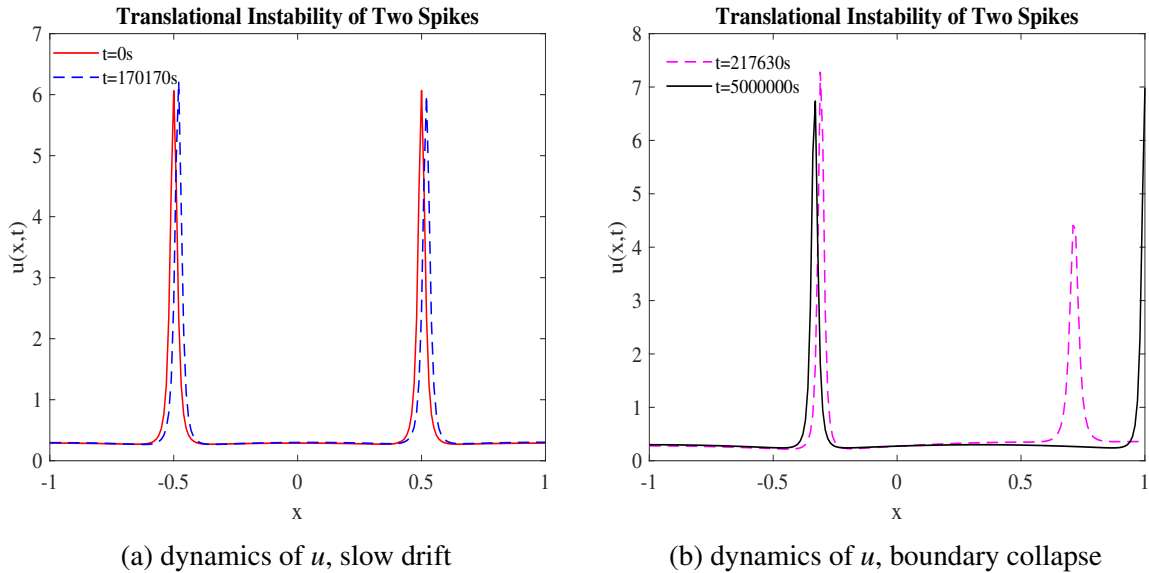 Translational Instability of Two Spikes
7
6
5
4
3
2
1
0
u(x,t)
t=0s
t=170170s
-1
-0.5
0
0.5
1
x
(a) dynamics of u, slow drift
Translational Instability of Two Spikes
8
7
6
5
4
3
2
1
0
u(x,t)
t=217630s
t=5000000s
-1
-0.5
0
0.5
1
x
(b) dynamics of u, boundary collapse